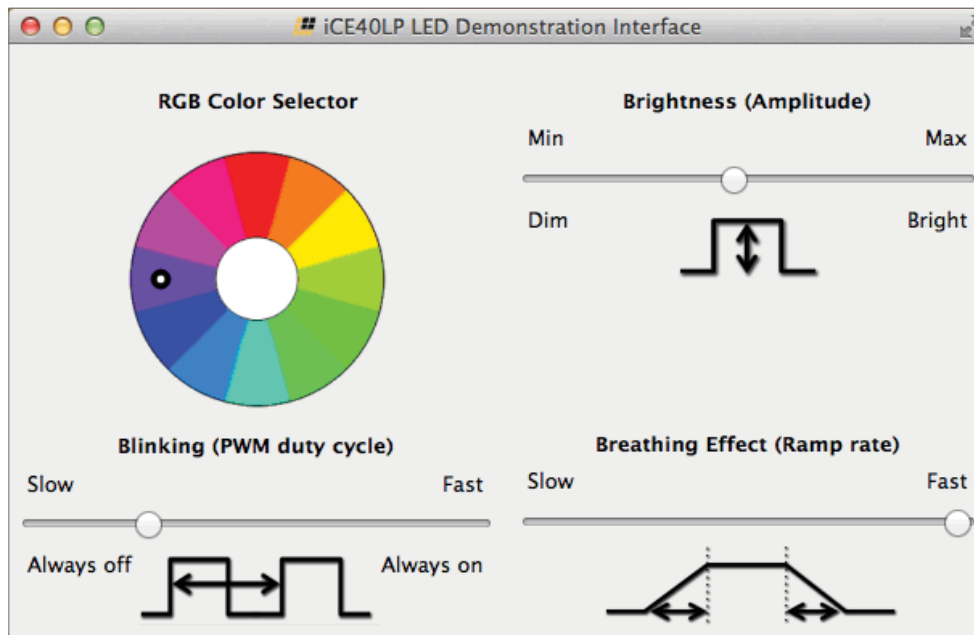 iCE40LP LED Demonstration Interface
RGB Color Selector
Brightness (Amplitude)
Min Max
Dim Bright
Blinking (PWM duty cycle)
Slow Fast
Always off Always on
Breathing Effect (Ramp rate)
Slow Fast